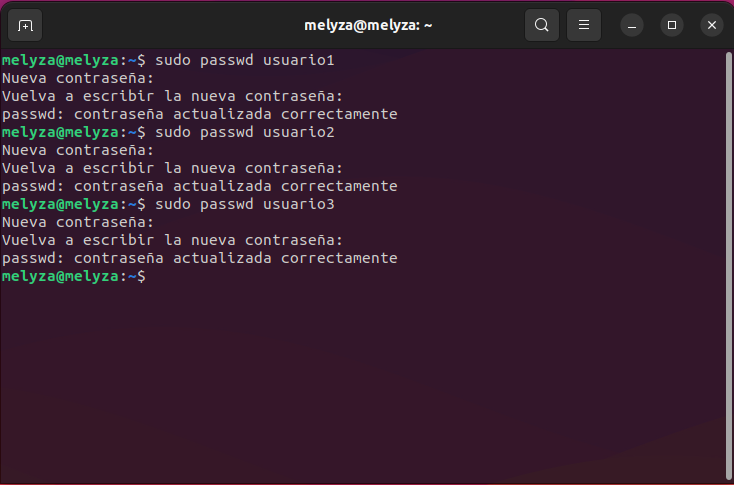 melyza@melyza: ~
melyza@melyza:~$ sudo passwd usuario1
Nueva contraseña:
Vuelva a escribir la nueva contraseña:
passwd: contraseña actualizada correctamente
melyza@melyza:~$ sudo passwd usuario2
Nueva contraseña:
Vuelva a escribir la nueva contraseña:
passwd: contraseña actualizada correctamente
melyza@melyza:~$ sudo passwd usuario3
Nueva contraseña:
Vuelva a escribir la nueva contraseña:
passwd: contraseña actualizada correctamente
melyza@melyza:~$